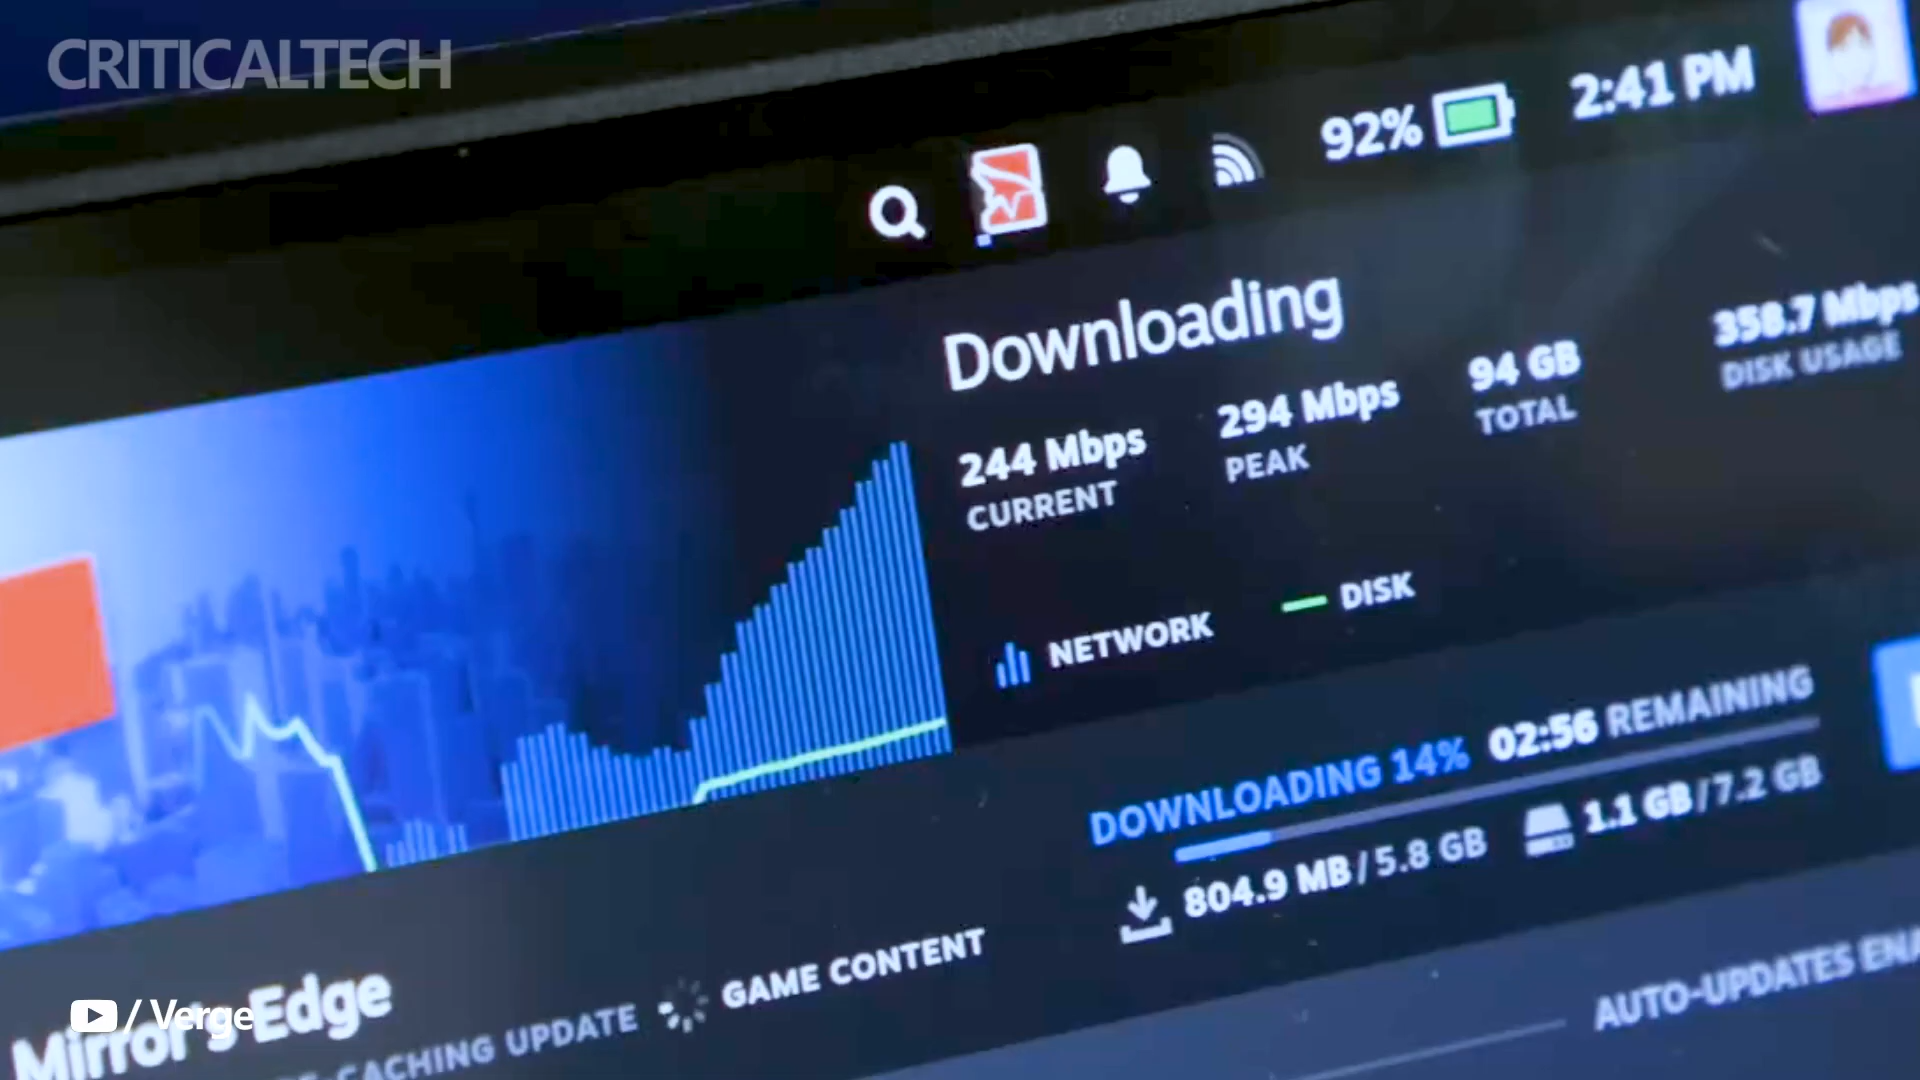 CRITICALTECH
92%
2:41 PM
Downloading
244 Mbps
CURRENT
294 Mbps
PEAK
94 GB
TOTAL
358.7 Mbps
DISK USAGE
NETWORK
DISK
DOWNLOADING 14%
02:56 REMAINING
804.9 MB / 5.8 GB
1.1 GB / 7.2 GB
Mirror's Edge
/ Verge
CACHING UPDATE
GAME CONTENT
AUTO-UPDATES